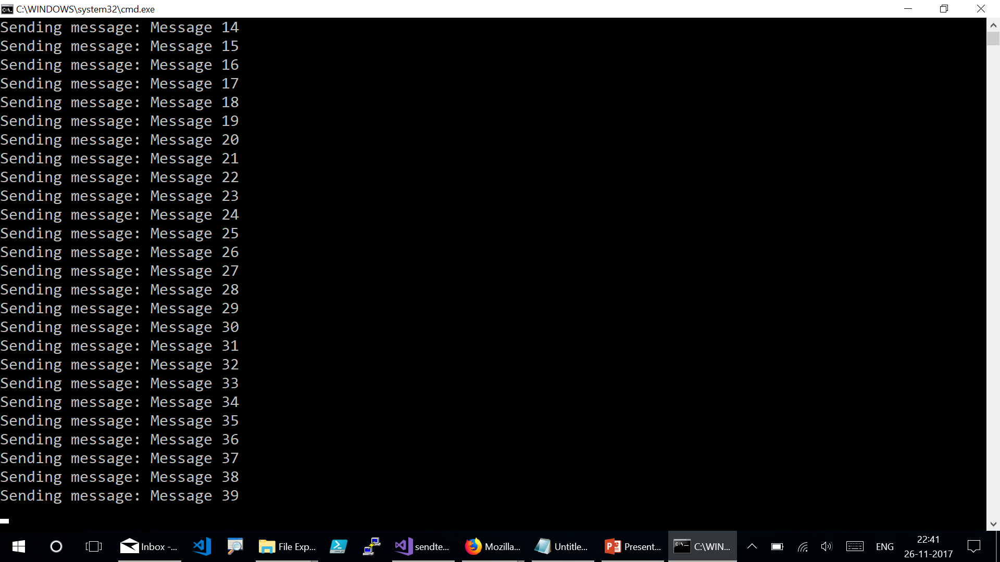 C:\WINDOWS\system32\cmd.exe
Sending message: Message 14
Sending message: Message 15
Sending message: Message 16
Sending message: Message 17
Sending message: Message 18
Sending message: Message 19
Sending message: Message 20
Sending message: Message 21
Sending message: Message 22
Sending message: Message 23
Sending message: Message 24
Sending message: Message 25
Sending message: Message 26
Sending message: Message 27
Sending message: Message 28
Sending message: Message 29
Sending message: Message 30
Sending message: Message 31
Sending message: Message 32
Sending message: Message 33
Sending message: Message 34
Sending message: Message 35
Sending message: Message 36
Sending message: Message 37
Sending message: Message 38
Sending message: Message 39
Inbox -... File Exp... sendte... Mozilla... Untitle... Present... C:\WIN... ENG 22:41
26-11-2017